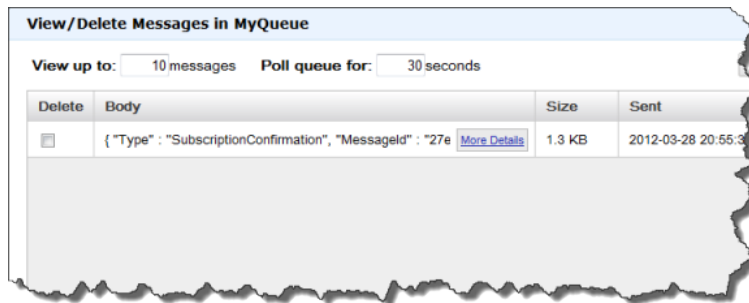 View/Delete Messages in MyQueue
View up to: 10 messages Poll queue for: 30 seconds
Delete Body Size Sent
{ "Type" : "SubscriptionConfirmation", "MessageId" : "27e More Details 1.3 KB 2012-03-28 20:55:3